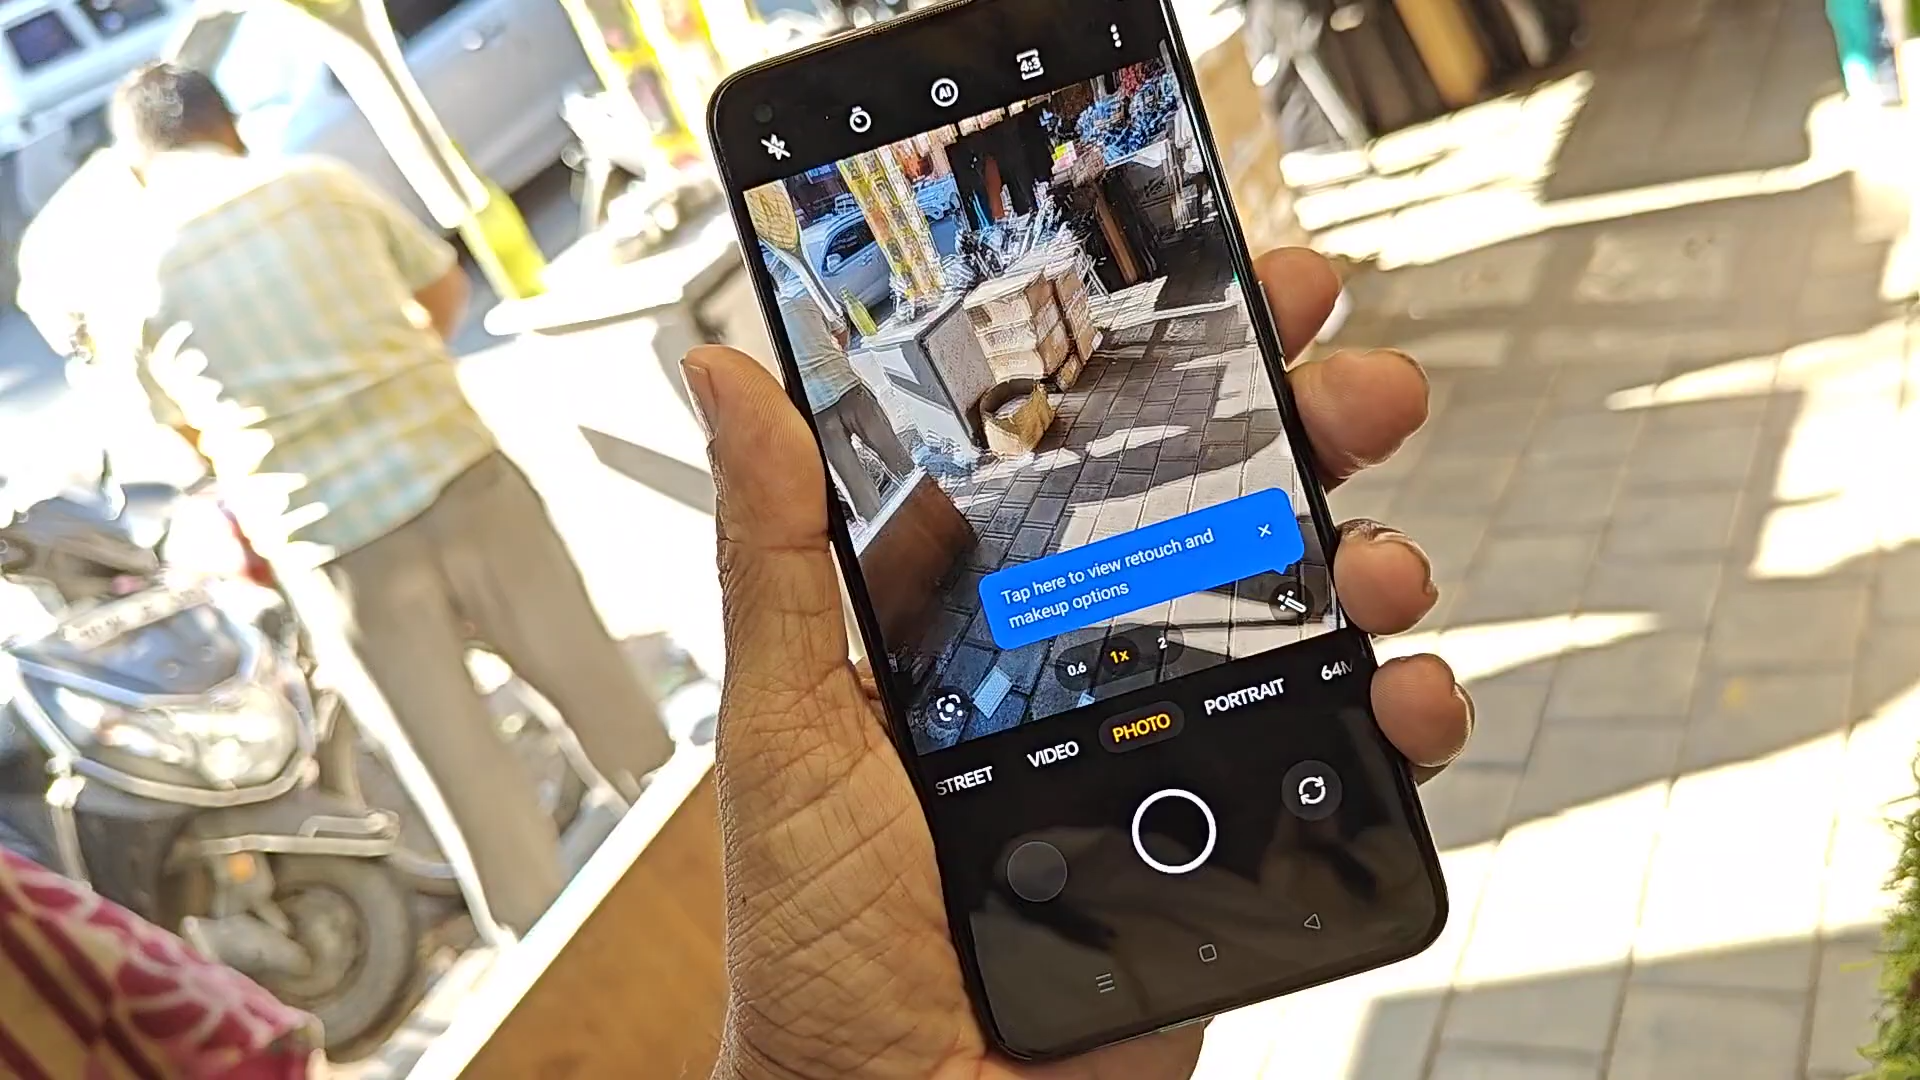 AI
4:3
Tap here to view retouch and
makeup options
0.6 1x 2
STREET VIDEO PHOTO PORTRAIT 64M